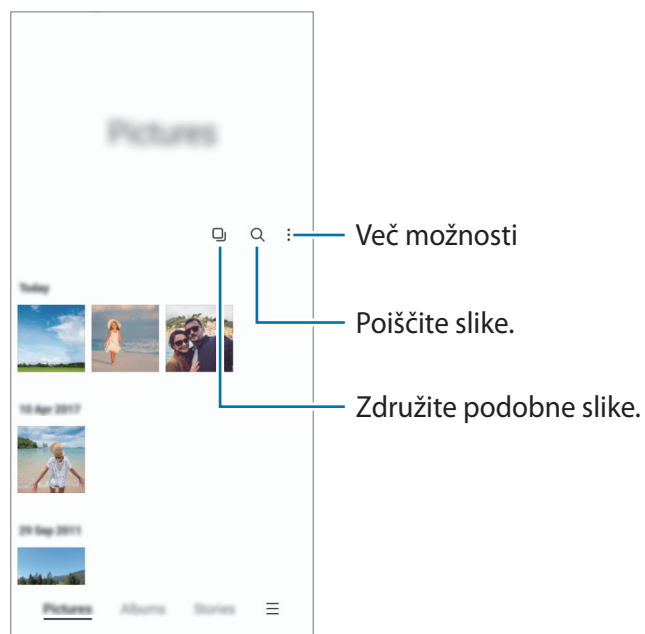 Pictures
Več možnosti
Today
Poiščite slike.
Združite podobne slike.
10 Apr 2017
29 Sep 2011
Pictures Albums Stories